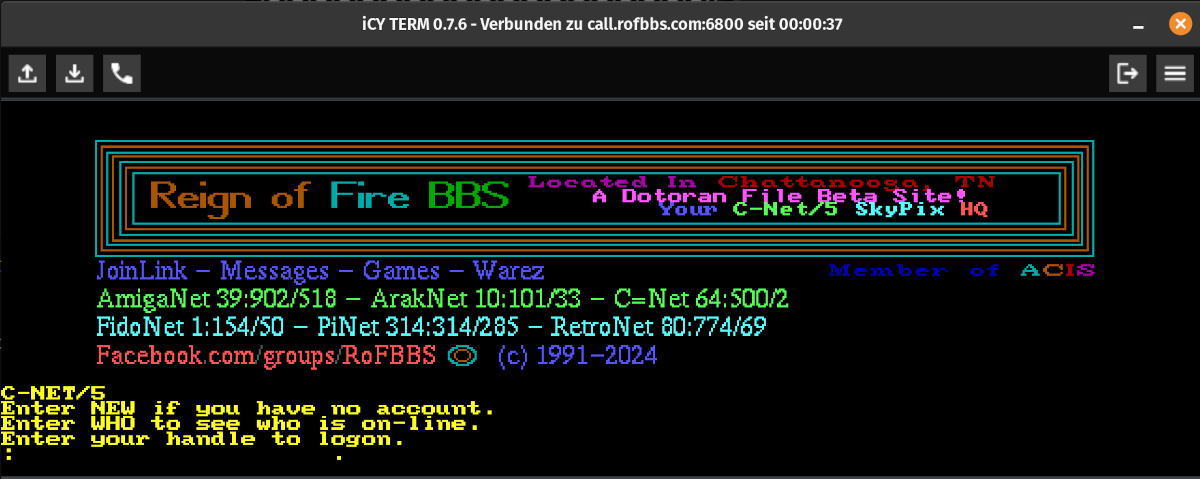 iCY TERM 0.7.6 - Verbunden zu call.rofbbs.com:6800 seit 00:00:37
Reign of Fire BBS
Located In Chattanooga, TN
A Dotoran File Beta Site!
Your C-Net/5 SkyPix HQ
JoinLink - Messages - Games - Warez
Member of ACIS
AmigaNet 39:902/518 - ArakNet 10:101/33 - C=Net 64:500/2
FidoNet 1:154/50 - PiNet 314:314/285 - RetroNet 80:774/69
Facebook.com/groups/RoFBBS (c) 1991-2024
C-NET/5
Enter NEW if you have no account.
Enter WHO to see who is on-line.
Enter your handle to logon.
: .